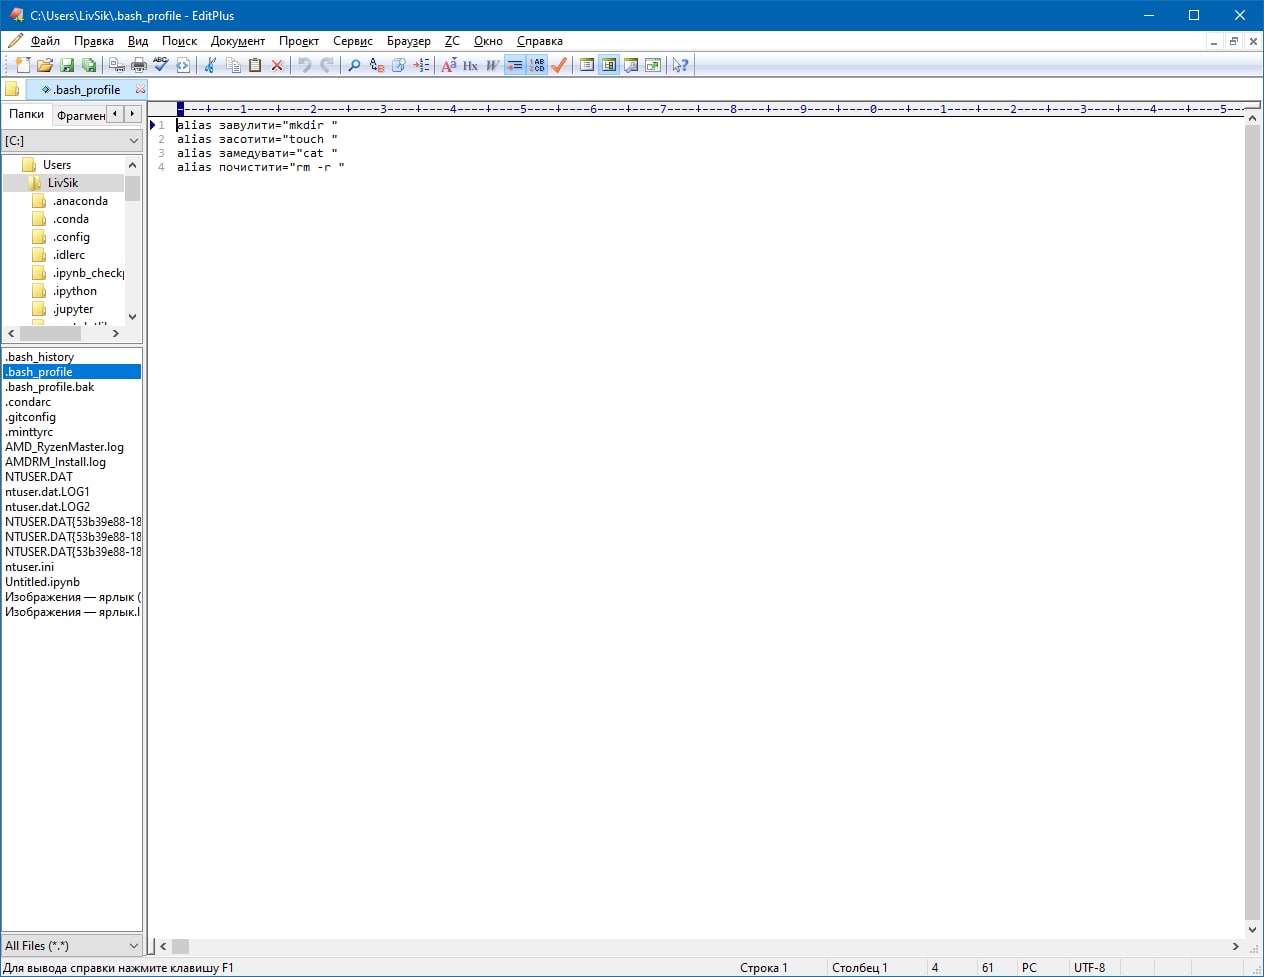 C:\Users\LivSik\.bash_profile - EditPlus
Файл Правка Вид Поиск Документ Проект Сервис Браузер ZC Окно Справка
.bash_profile
Папки Фрагмен
[C:]
Users
LivSik
.anaconda
.conda
.config
.idlerc
.ipynb_checkp
.ipython
.jupyter
.bash_history
.bash_profile
.bash_profile.bak
.condarc
.gitconfig
.minttyrc
AMD_RyzenMaster.log
AMDRM_Install.log
NTUSER.DAT
ntuser.dat.LOG1
ntuser.dat.LOG2
NTUSER.DAT{53b39e88-18
NTUSER.DAT{53b39e88-18
NTUSER.DAT{53b39e88-18
ntuser.ini
Untitled.ipynb
Изображения — ярлык (
Изображения — ярлык.l
All Files (*.*)
----+----1----+----2----+----3----+----4----+----5----+----6----+----7----+----8----+----9----+----0----+----1----+----2----+----3----+----4----+----5--
1 alias завулити="mkdir "
2 alias засотити="touch "
3 alias замедувати="cat "
4 alias почистити="rm -r "
Для вывода справки нажмите клавишу F1 Строка 1 Столбец 1 4 61 PC UTF-8